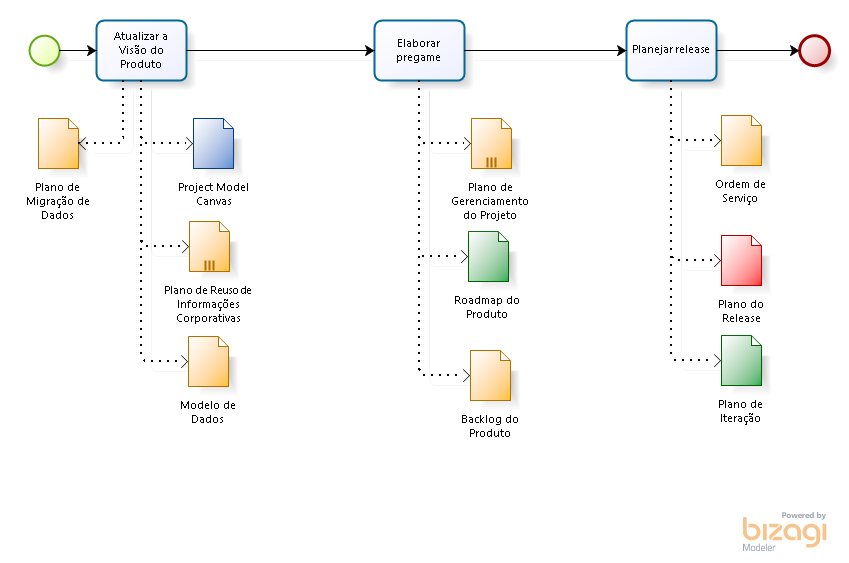 Atualizar a
Visão do
Produto
Elaborar
pregame
Planejar release
Plano de
Migração de
Dados
Project Model
Canvas
Plano de Reuso de
Informações
Corporativas
Modelo de
Dados
Plano de
Gerenciamento
do Projeto
Roadmap do
Produto
Backlog do
Produto
Ordem de
Serviço
Plano do
Release
Plano de
Iteração
Powered by
bizagi
Modeler